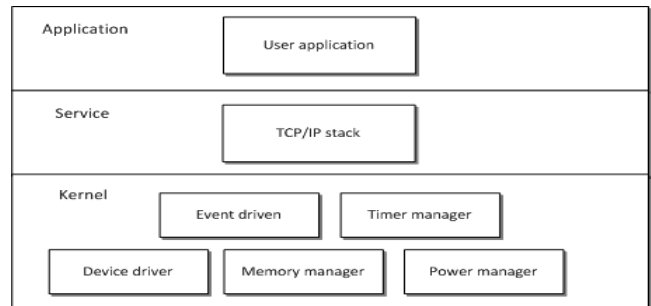 Application
User application
Service
TCP/IP stack
Kernel
Event driven
Timer manager
Device driver
Memory manager
Power manager